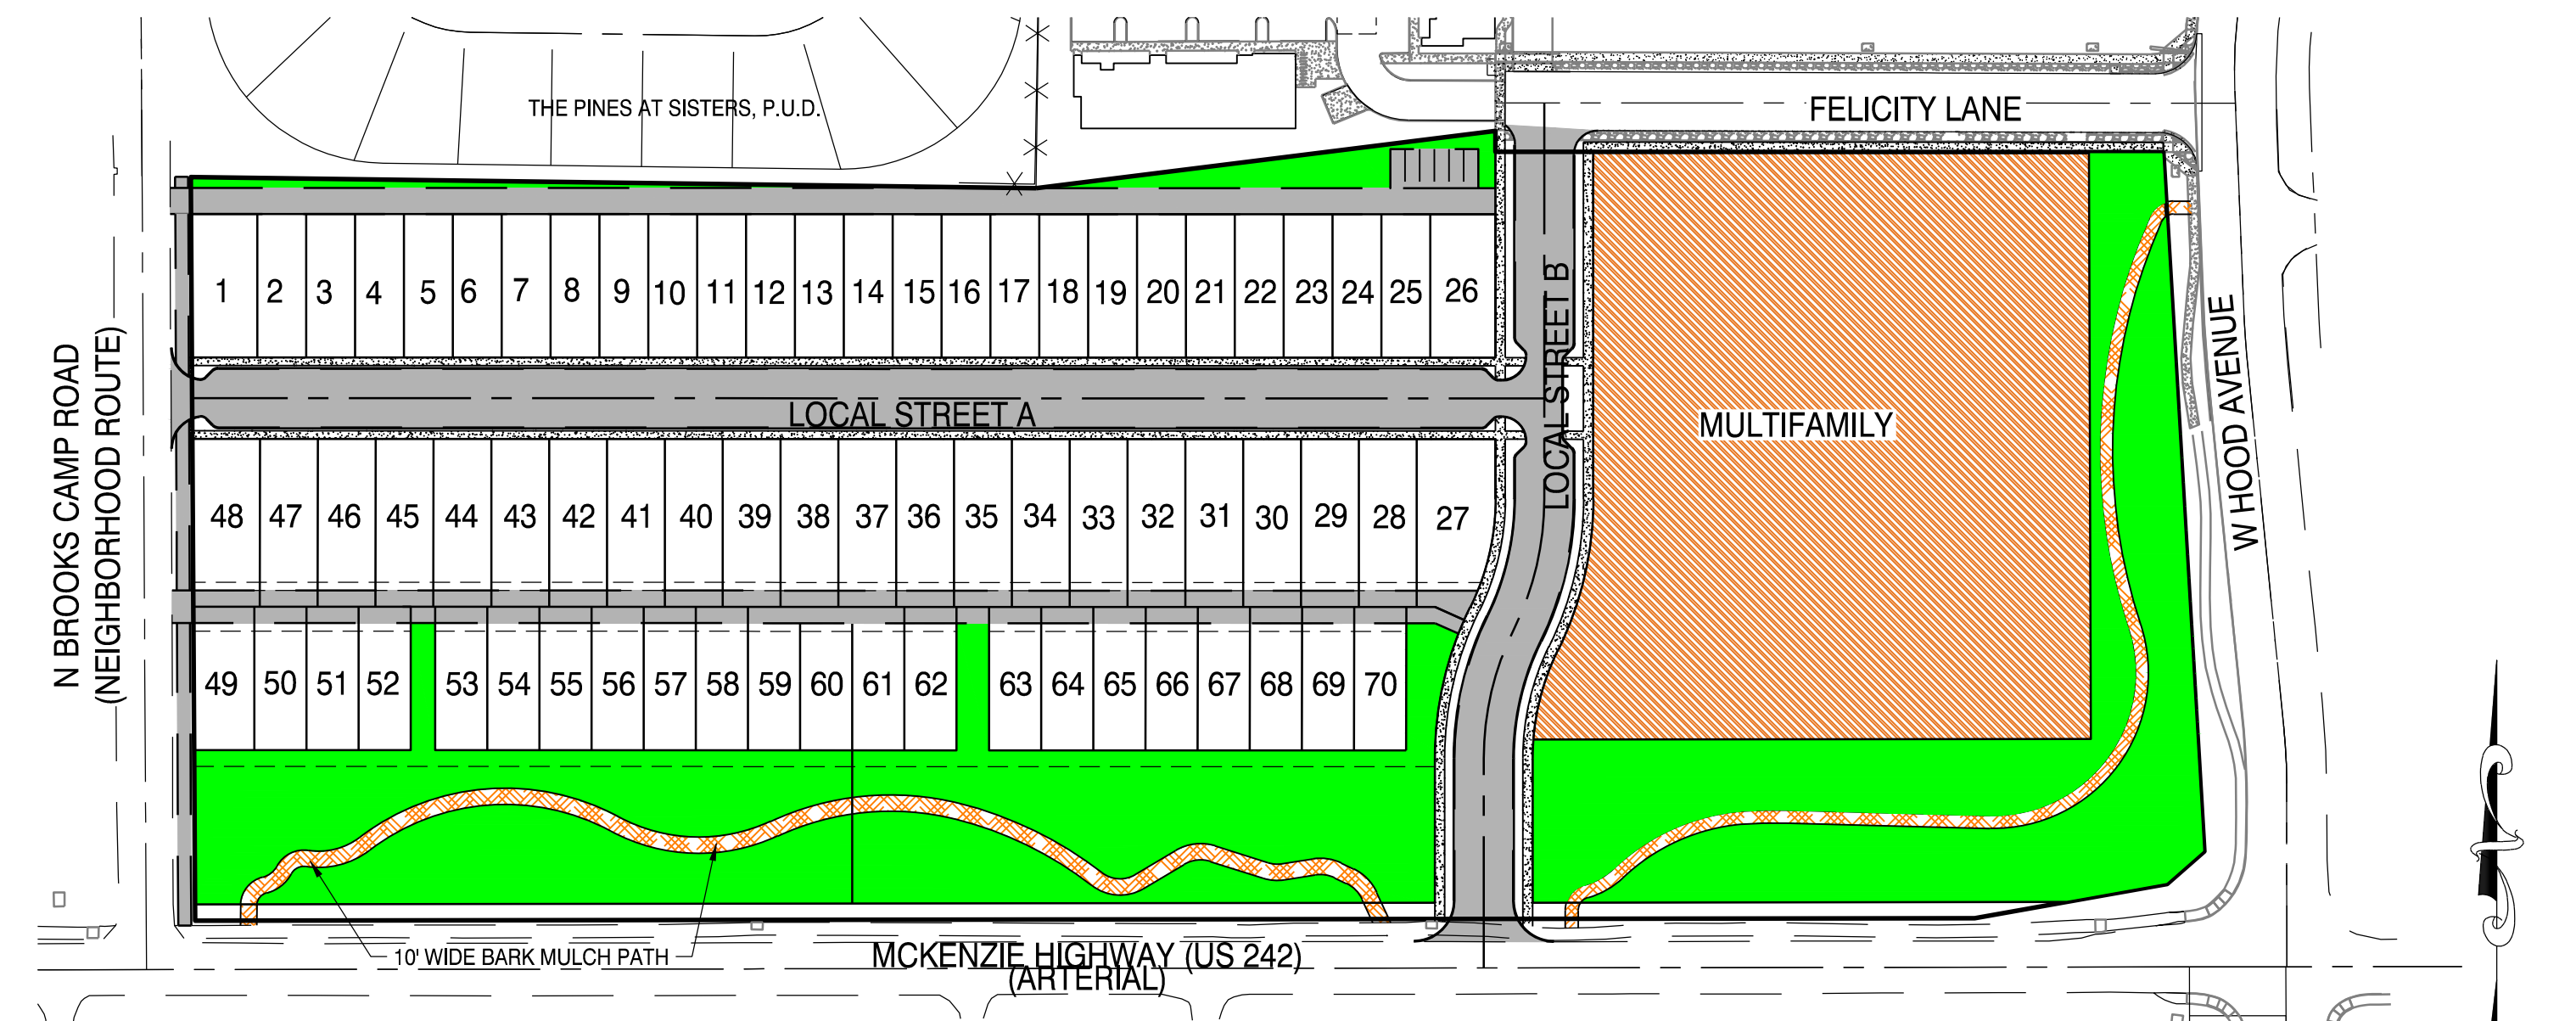 THE PINES AT SISTERS, P.U.D.
FELICITY LANE
1 2 3 4 5 6 7 8 9 10 11 12 13 14 15 16 17 18 19 20 21 22 23 24 25 26
N BROOKS CAMP ROAD
(NEIGHBORHOOD ROUTE)
LOCAL STREET A
LOCAL STREET B
MULTIFAMILY
W HOOD AVENUE
48 47 46 45 44 43 42 41 40 39 38 37 36 35 34 33 32 31 30 29 28 27
49 50 51 52 53 54 55 56 57 58 59 60 61 62 63 64 65 66 67 68 69 70
10' WIDE BARK MULCH PATH
MCKENZIE HIGHWAY (US 242)
(ARTERIAL)